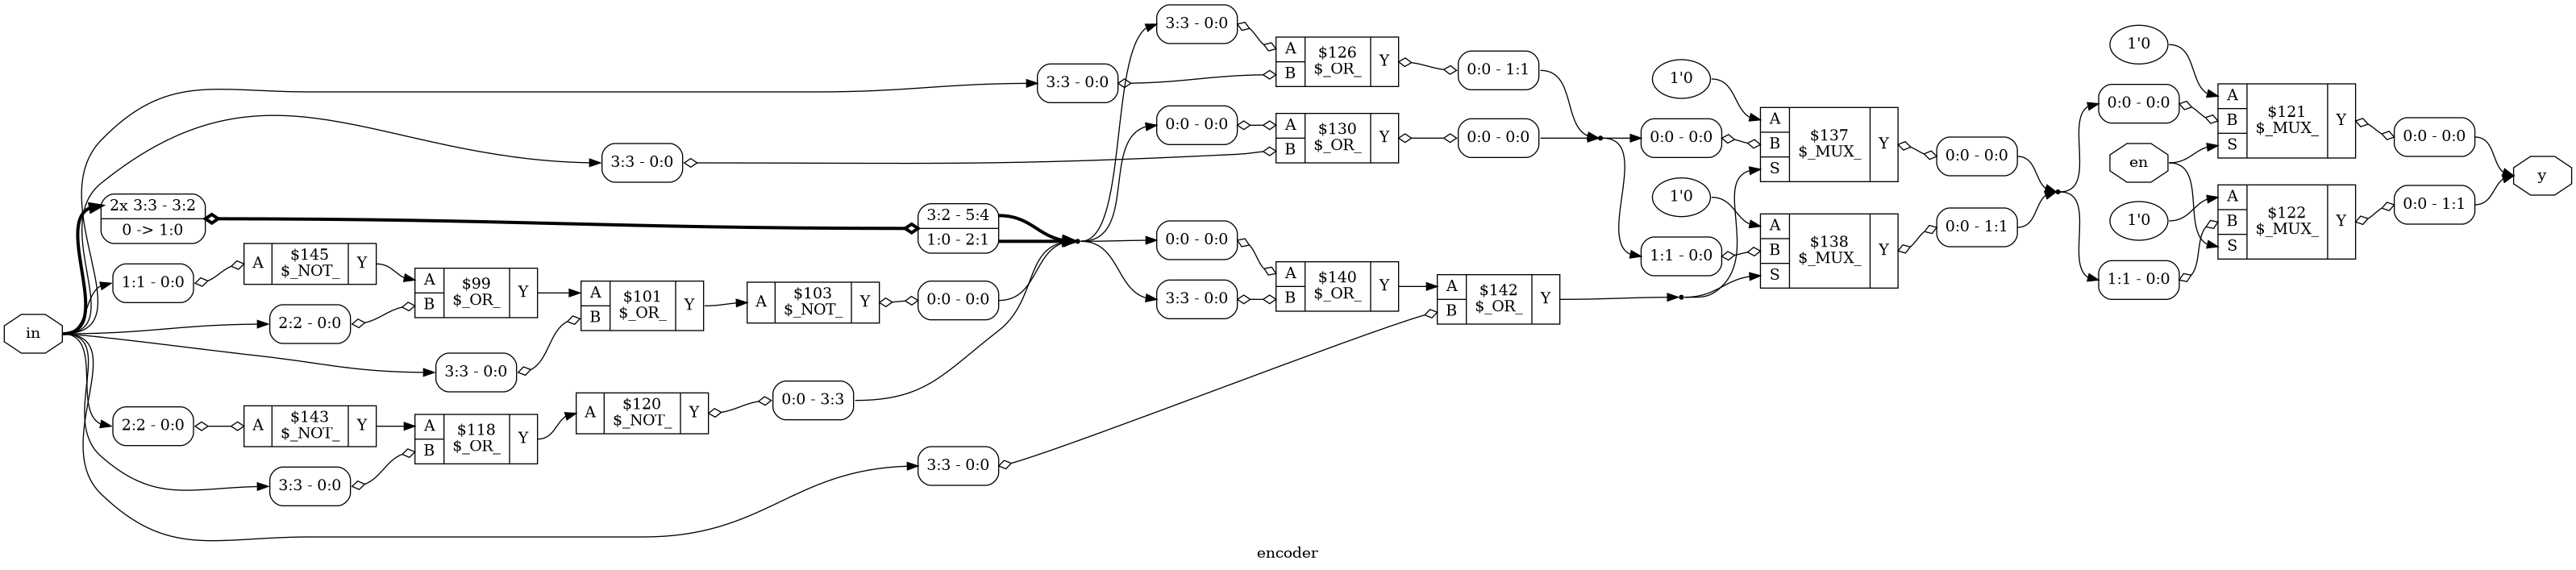 in
2x 3:3 - 3:2
0 -> 1:0
1:1 - 0:0
A
$145
$_NOT_
Y
2:2 - 0:0
A
B
$99
$_OR_
Y
3:3 - 0:0
A
B
$101
$_OR_
Y
A
$103
$_NOT_
Y
0:0 - 0:0
3:2 - 5:4
1:0 - 2:1
2:2 - 0:0
A
$143
$_NOT_
Y
3:3 - 0:0
A
B
$118
$_OR_
Y
A
$120
$_NOT_
Y
0:0 - 3:3
3:3 - 0:0
3:3 - 0:0
3:3 - 0:0
3:3 - 0:0
A
B
$126
$_OR_
Y
0:0 - 1:1
0:0 - 0:0
A
B
$130
$_OR_
Y
0:0 - 0:0
0:0 - 0:0
3:3 - 0:0
A
B
$140
$_OR_
Y
A
B
$142
$_OR_
Y
1'0
0:0 - 0:0
A
B
S
$137
$_MUX_
Y
0:0 - 0:0
1'0
1:1 - 0:0
A
B
S
$138
$_MUX_
Y
0:0 - 1:1
1'0
0:0 - 0:0
en
A
B
S
$121
$_MUX_
Y
0:0 - 0:0
1'0
1:1 - 0:0
A
B
S
$122
$_MUX_
Y
0:0 - 1:1
y
encoder